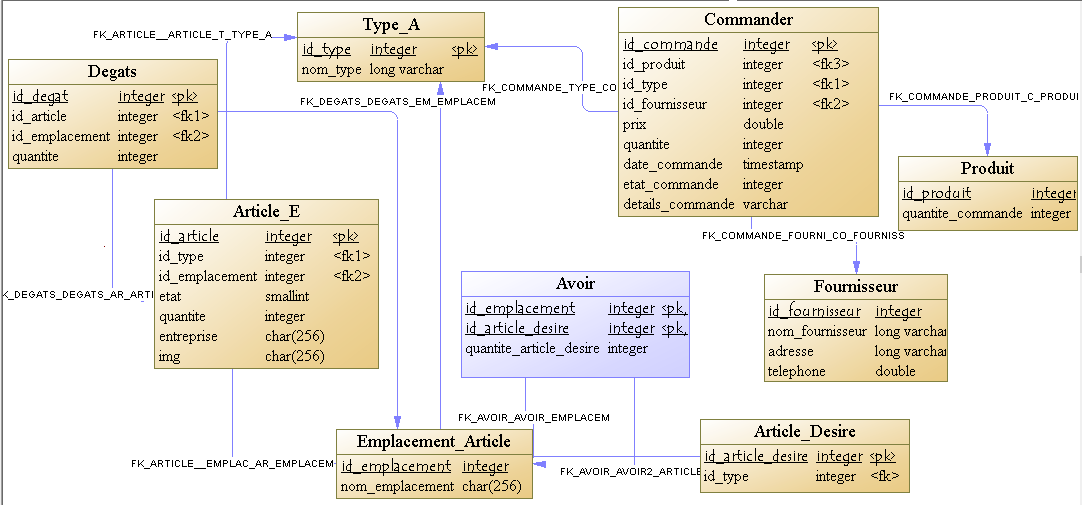 FK_ARTICLE__ARTICLE_T_TYPE_A
Type_A
id_type integer <pk>
nom_type long varchar
Commander
id_commande integer <pk>
id_produit integer <fk3>
id_type integer <fk1>
id_fournisseur integer <fk2>
prix double
quantite integer
date_commande timestamp
etat_commande integer
details_commande varchar
Degats
id_degat integer <pk>
id_article integer <fk1>
id_emplacement integer <fk2>
quantite integer
FK_DEGATS_DEGATS_EM_EMPLACEM
FK_COMMANDE_TYPE_CO
FK_COMMANDE_PRODUIT_C_PRODUI
Produit
id_produit integer
quantite_commande integer
Article_E
id_article integer <pk>
id_type integer <fk1>
id_emplacement integer <fk2>
etat smallint
quantite integer
entreprise char(256)
img char(256)
FK_COMMANDE_FOURNI_CO_FOURNISS
K_DEGATS_DEGATS_AR_ARTI
Avoir
id_emplacement integer <pk,
id_article_desire integer <pk,
quantite_article_desire integer
Fournisseur
id_fournisseur integer
nom_fournisseur long varchar
adresse long varchar
telephone double
FK_AVOIR_AVOIR_EMPLACEM
FK_ARTICLE__EMPLAC_AR_EMPLACEM
Emplacement_Article
id_emplacement integer
nom_emplacement char(256)
FK_AVOIR_AVOIR2_ARTICLE
Article_Desire
id_article_desire integer <pk>
id_type integer <fk>